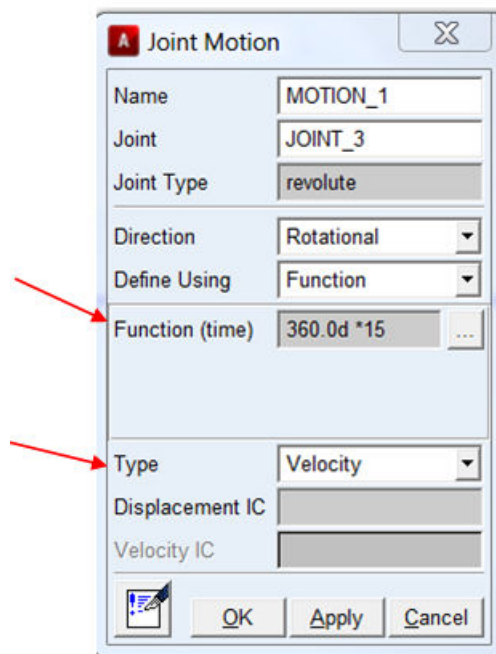 Joint Motion
Name MOTION_1
Joint JOINT_3
Joint Type revolute
Direction Rotational
Define Using Function
Function (time) 360.0d *15 ...
Type Velocity
Displacement IC
Velocity IC
OK Apply Cancel